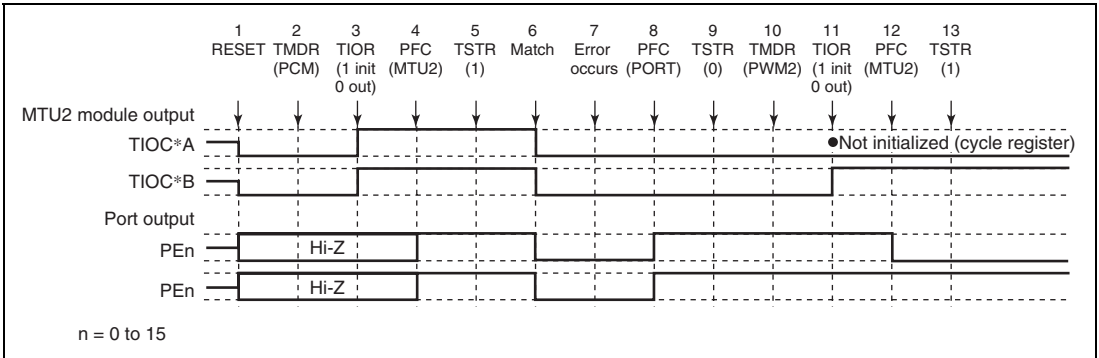 1 2 3 4 5 6 7 8 9 10 11 12 13
RESET TMDR TIOR PFC TSTR Match Error PFC TSTR TMDR TIOR PFC TSTR
(PCM) (1 init (MTU2) (1) occurs (PORT) (0) (PWM2) (1 init (MTU2) (1)
0 out) 0 out)
MTU2 module output
TIOC*A
●Not initialized (cycle register)
TIOC*B
Port output
PEn Hi-Z
PEn Hi-Z
n = 0 to 15